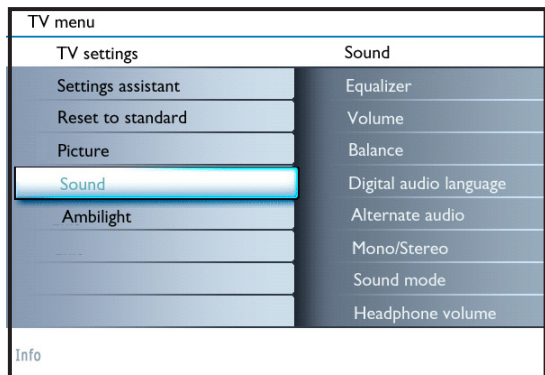 TV menu
TV settings
Sound
Settings assistant
Equalizer
Reset to standard
Volume
Picture
Balance
Sound
Digital audio language
Ambilight
Alternate audio
Mono/Stereo
Sound mode
Headphone volume
Info